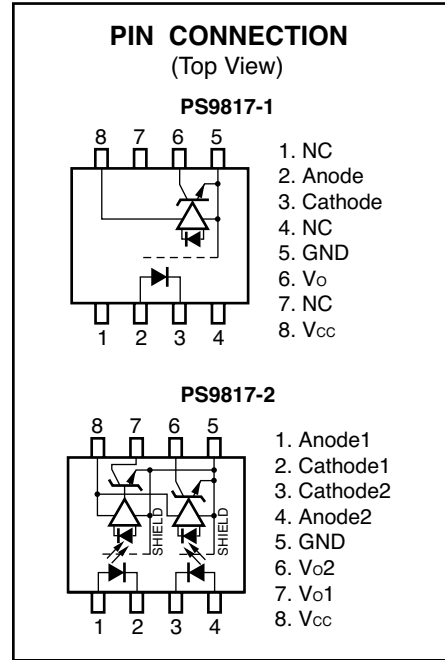 PIN CONNECTION
(Top View)
PS9817-1
8 7 6 5
1. NC
2. Anode
3. Cathode
4. NC
5. GND
6. VO
7. NC
8. VCC
1 2 3 4
PS9817-2
8 7 6 5
SHIELD SHIELD
1. Anode1
2. Cathode1
3. Cathode2
4. Anode2
5. GND
6. VO2
7. VO1
8. VCC
1 2 3 4